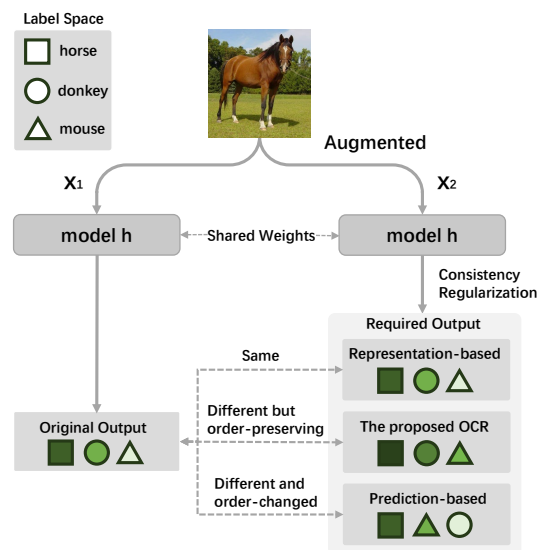 Label Space
horse
donkey
mouse
Augmented
X1
X2
model h
Shared Weights
model h
Consistency
Regularization
Required Output
Representation-based
Same
Different but
order-preserving
The proposed OCR
Original Output
Different and
order-changed
Prediction-based